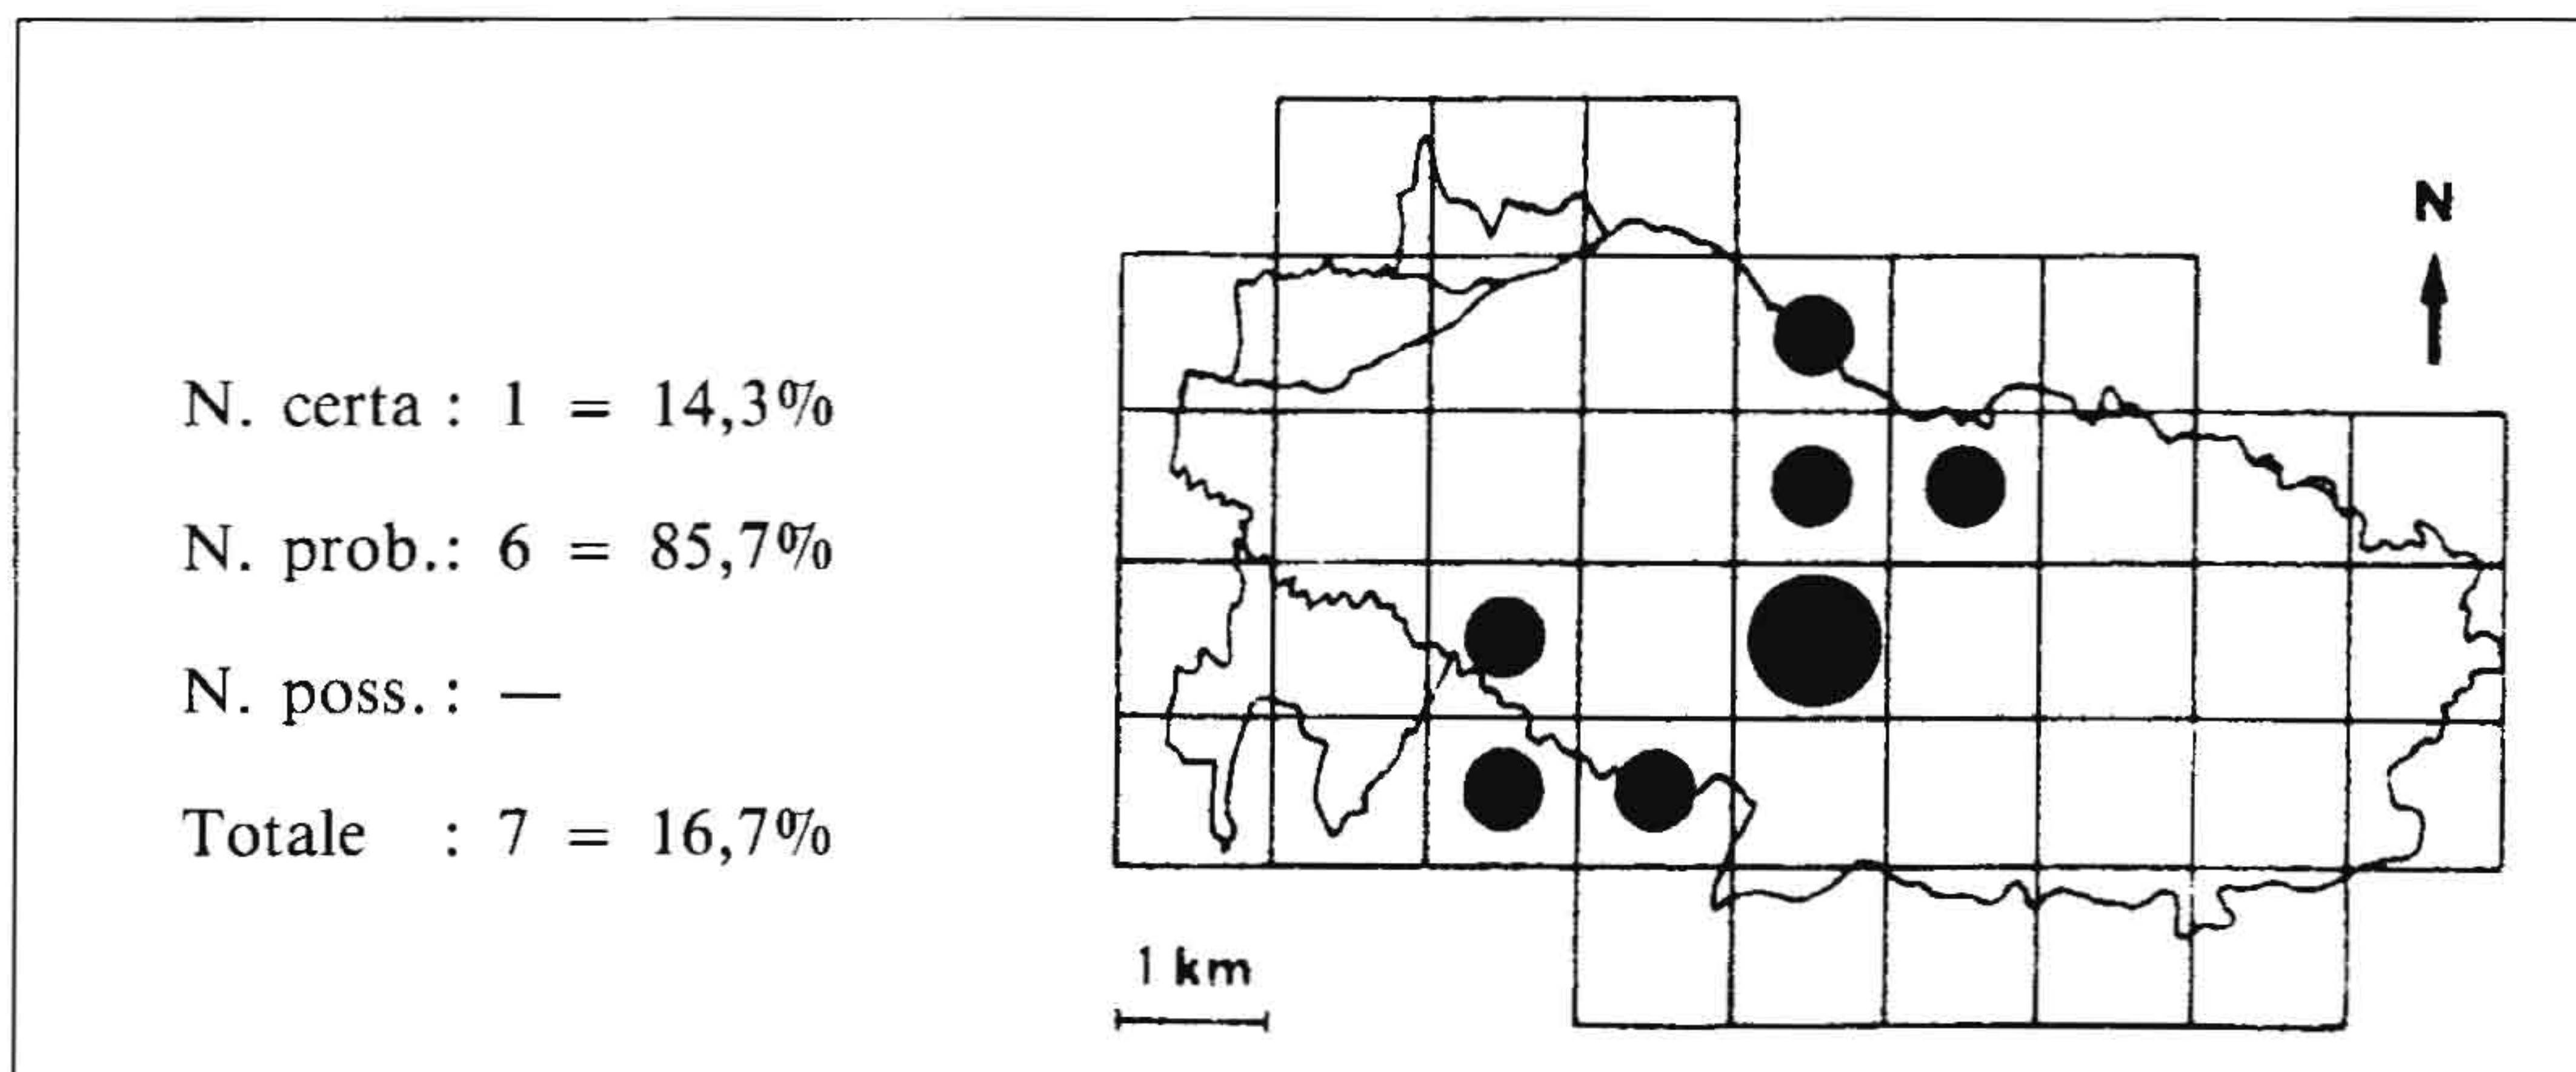 N. certa : 1 = 14,3%
N. prob.: 6 = 85,7%
N. poss. : —
Totale : 7 = 16,7%
N
1 km